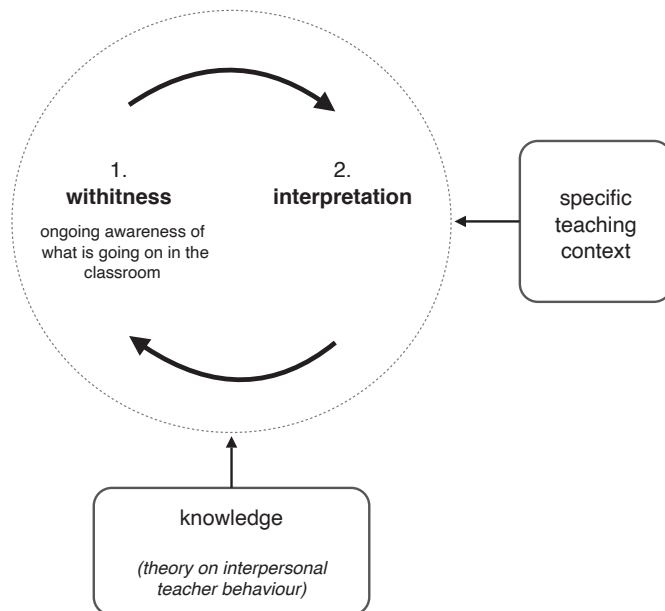 1.
withitness
ongoing awareness of
what is going on in the
classroom
2.
interpretation
specific
teaching
context
knowledge
(theory on interpersonal
teacher behaviour)